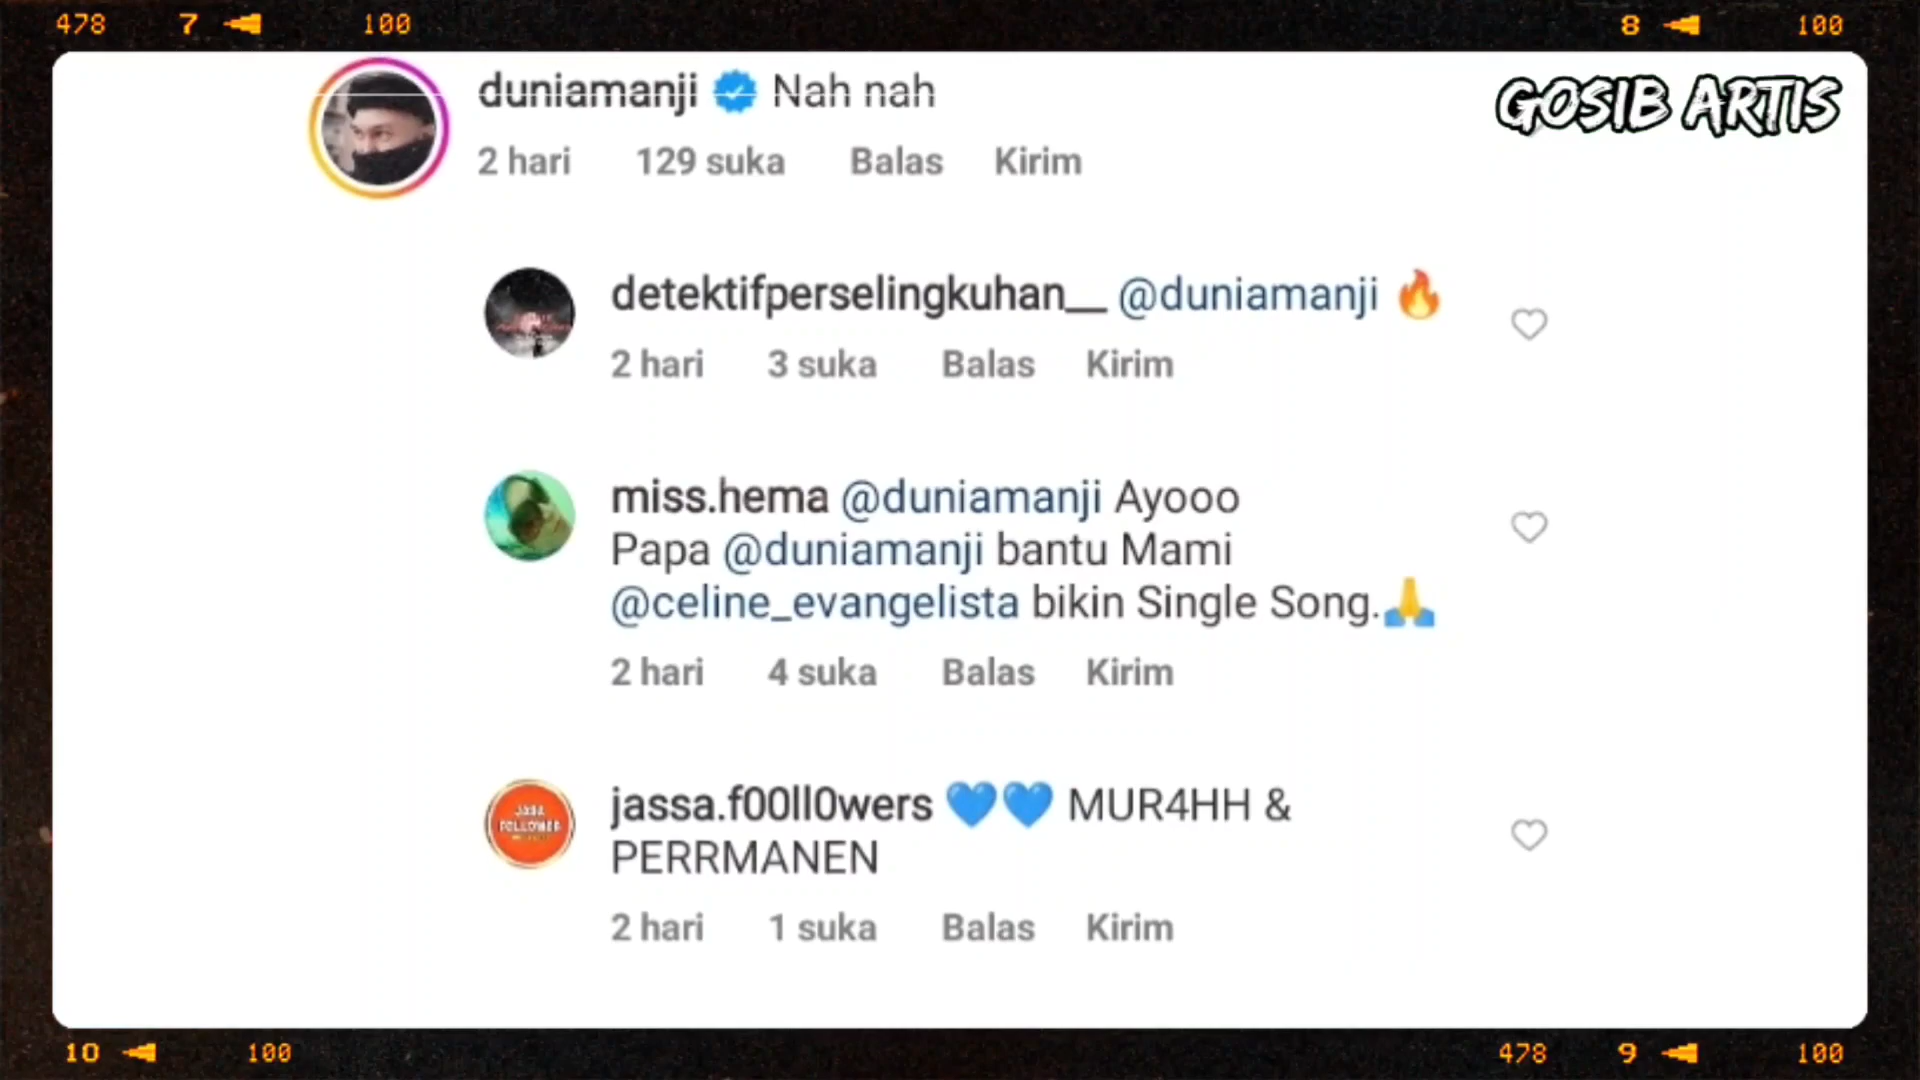 478 7 100 8 100
GOSIB ARTIS
duniamanji Nah nah
2 hari 129 suka Balas Kirim
detektifperselingkuhan__ @duniamanji 🔥
2 hari 3 suka Balas Kirim
miss.hema @duniamanji Ayooo
Papa @duniamanji bantu Mami
@celine_evangelista bikin Single Song.🙏
2 hari 4 suka Balas Kirim
JASA
FOLLOWER
jassa.f00ll0wers 💙💙 MUR4HH &
PERRMANEN
2 hari 1 suka Balas Kirim
10 100 478 9 100